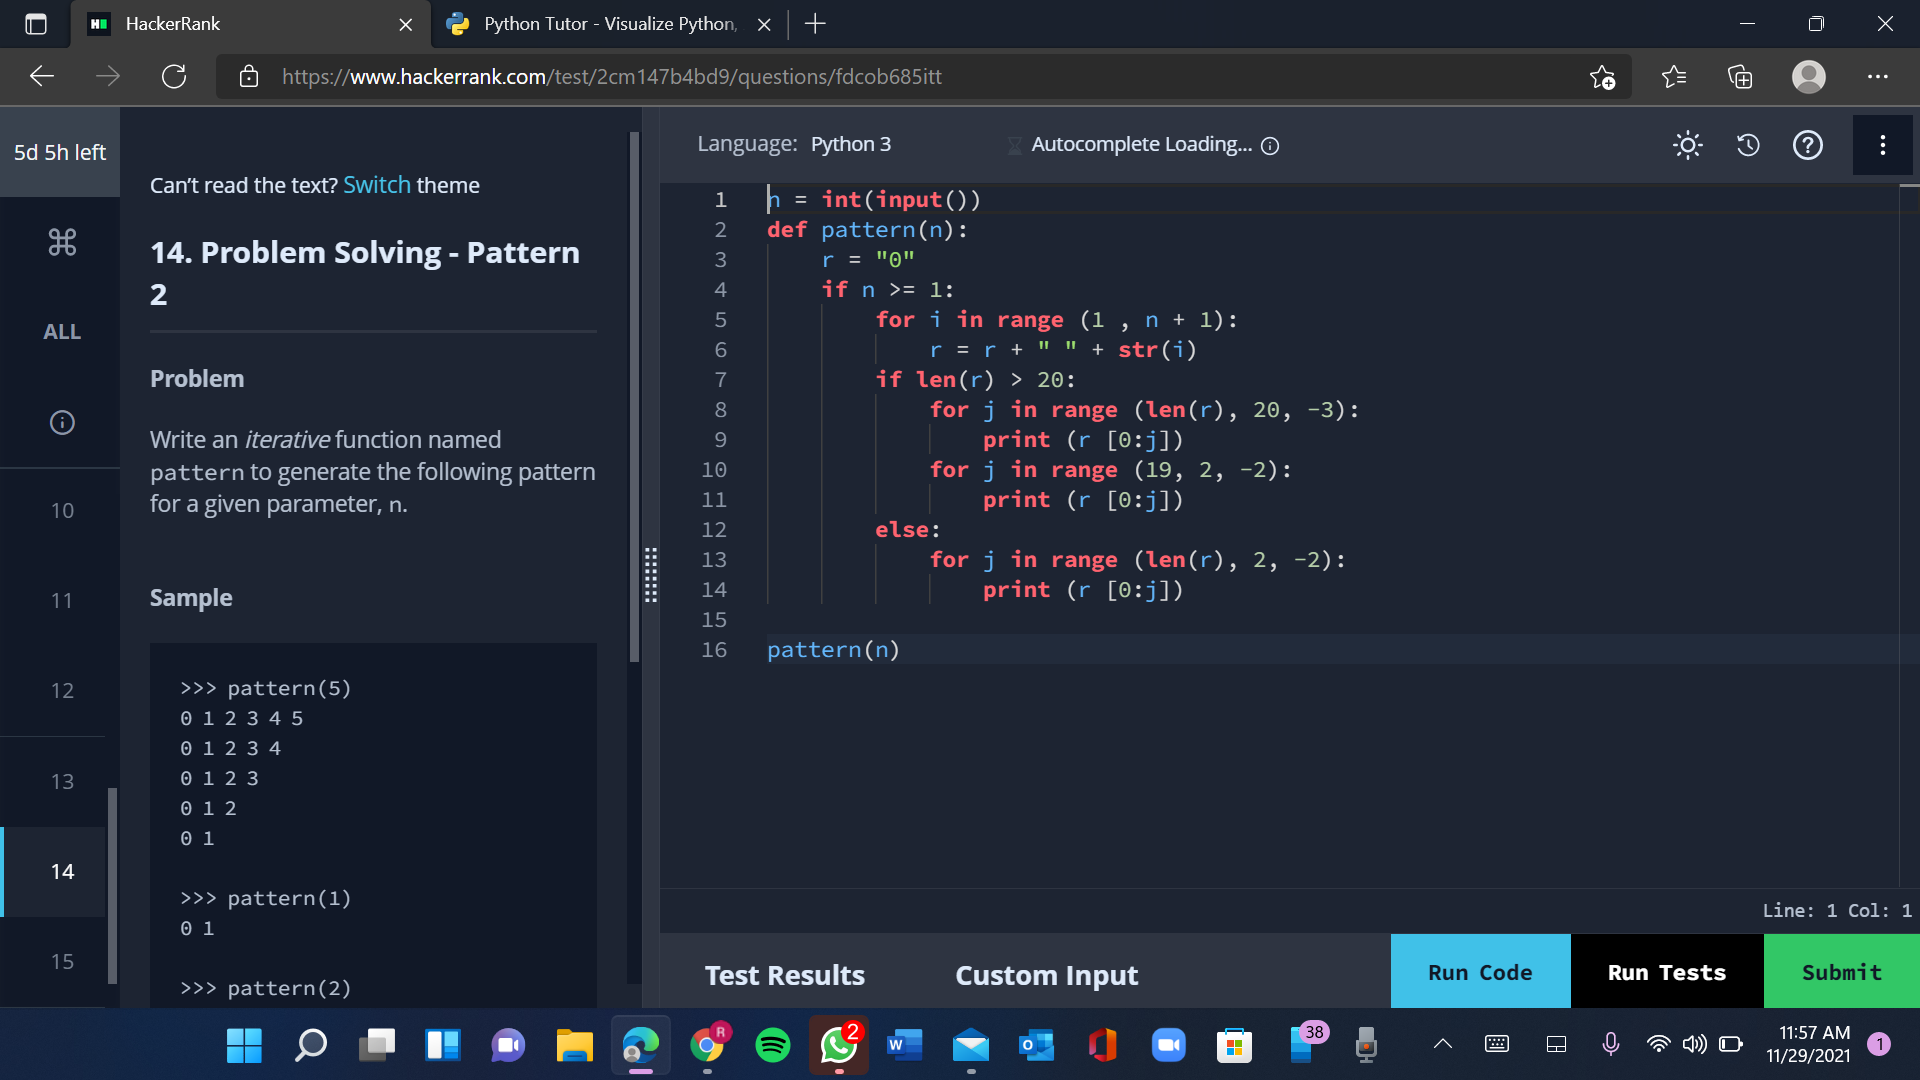 HackerRank
Python Tutor - Visualize Python,
https://www.hackerrank.com/test/2cm147b4bd9/questions/fdcob685itt
5d 5h left
ALL
10
11
12
13
14
15
Can't read the text? Switch theme
14. Problem Solving - Pattern
2
Problem
Write an iterative function named
pattern to generate the following pattern
for a given parameter, n.
Sample
>>> pattern(5)
0 1 2 3 4 5
0 1 2 3 4
0 1 2 3
0 1 2
0 1
>>> pattern(1)
0 1
>>> pattern(2)
Language: Python 3
Autocomplete Loading...
1 n = int(input())
2 def pattern(n):
3     r = "0"
4     if n >= 1:
5         for i in range (1 , n + 1):
6             r = r + " " + str(i)
7         if len(r) > 20:
8             for j in range (len(r), 20, -3):
9                 print (r [0:j])
10             for j in range (19, 2, -2):
11                 print (r [0:j])
12         else:
13             for j in range (len(r), 2, -2):
14                 print (r [0:j])
15
16 pattern(n)
Line: 1 Col: 1
Test Results
Custom Input
Run Code
Run Tests
Submit
R
2
W
O
38
11:57 AM
11/29/2021
1